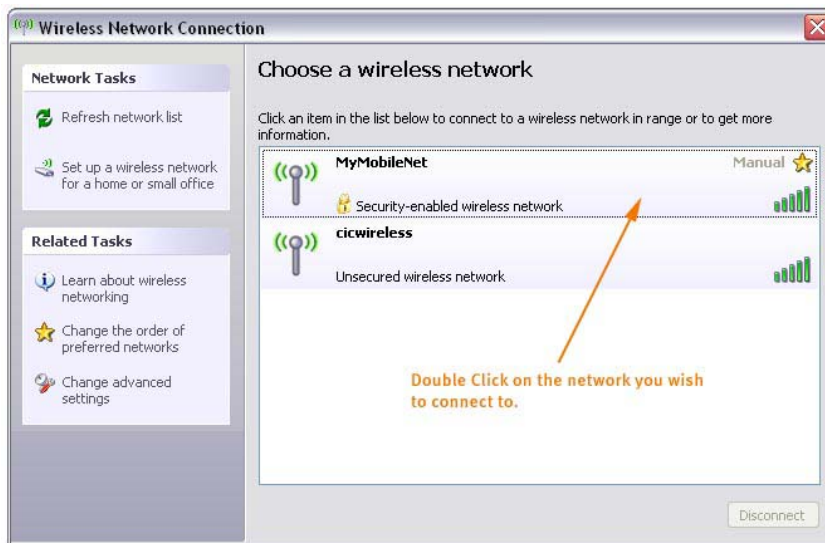 Wireless Network Connection
Network Tasks
Refresh network list
Set up a wireless network
for a home or small office
Related Tasks
Learn about wireless
networking
Change the order of
preferred networks
Change advanced
settings
Choose a wireless network
Click an item in the list below to connect to a wireless network in range or to get more
information.
MyMobileNet
Manual
Security-enabled wireless network
cicwireless
Unsecured wireless network
Double Click on the network you wish
to connect to.
Disconnect